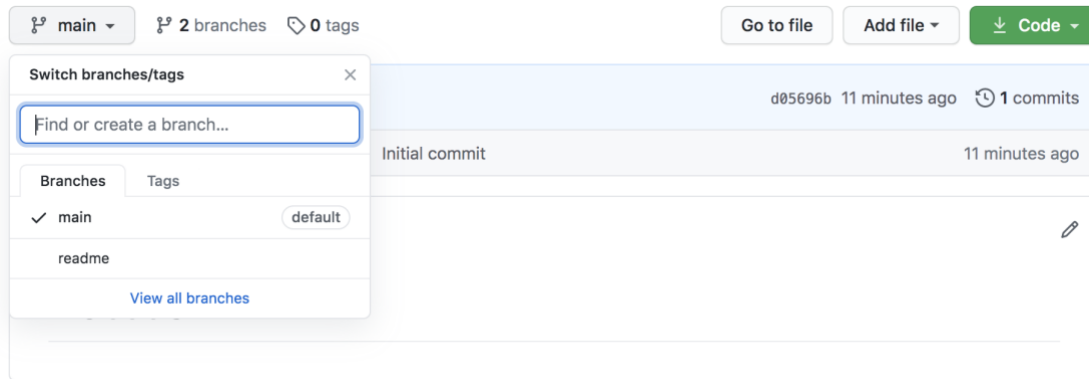 main 2 branches 0 tags Go to file Add file Code
Switch branches/tags
d05696b 11 minutes ago 1 commits
Find or create a branch...
Initial commit 11 minutes ago
Branches Tags
main default
readme
View all branches